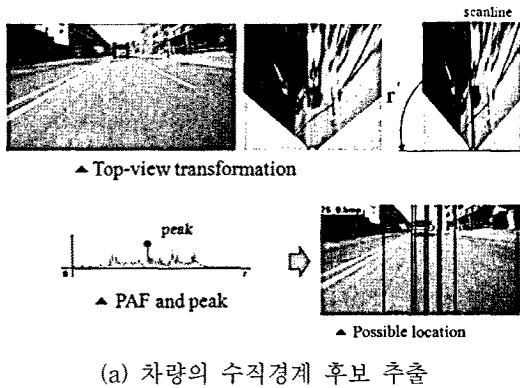 scanline
r'
▲ Top-view transformation
peak
r
▲ PAF and peak
▲ Possible location
(a) 차량의 수직경계 후보 추출